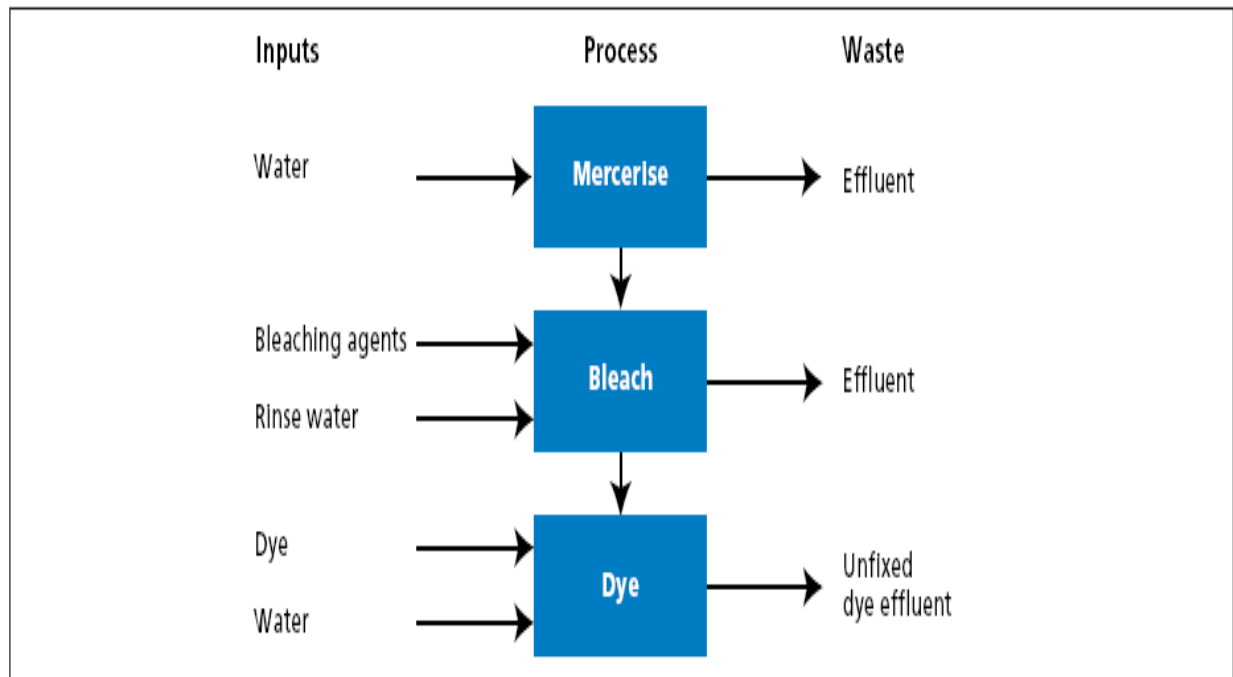 Inputs
Process
Waste
Water
Mercerise
Effluent
Bleaching agents
Rinse water
Bleach
Effluent
Dye
Water
Dye
Unfixed
dye effluent